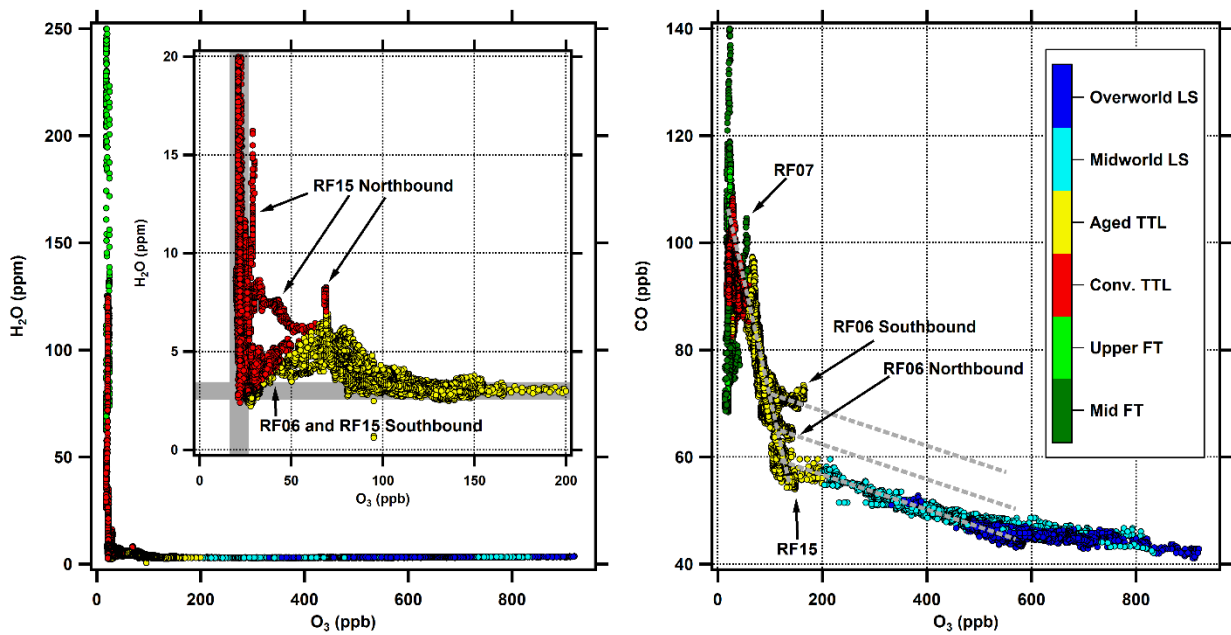 250
200
150
100
50
0
H2O (ppm)
0
200
400
600
800
O3 (ppb)
20
15
10
5
0
H2O (ppm)
0
50
100
150
200
O3 (ppb)
RF15 Northbound
RF06 and RF15 Southbound
140
120
100
80
60
40
CO (ppb)
0
200
400
600
800
O3 (ppb)
RF07
RF06 Southbound
RF06 Northbound
RF15
Overworld LS
Midworld LS
Aged TTL
Conv. TTL
Upper FT
Mid FT